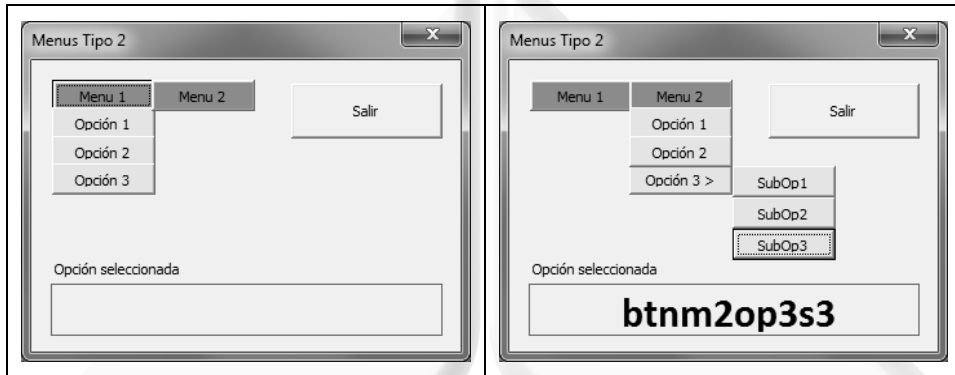 Menus Tipo 2
x
Menu 1 Menu 2
Salir
Opción 1
Opción 2
Opción 3
Opción seleccionada
Menus Tipo 2
x
Menu 1 Menu 2
Salir
Opción 1
Opción 2
Opción 3 >
SubOp1
SubOp2
SubOp3
Opción seleccionada
btnm2op3s3